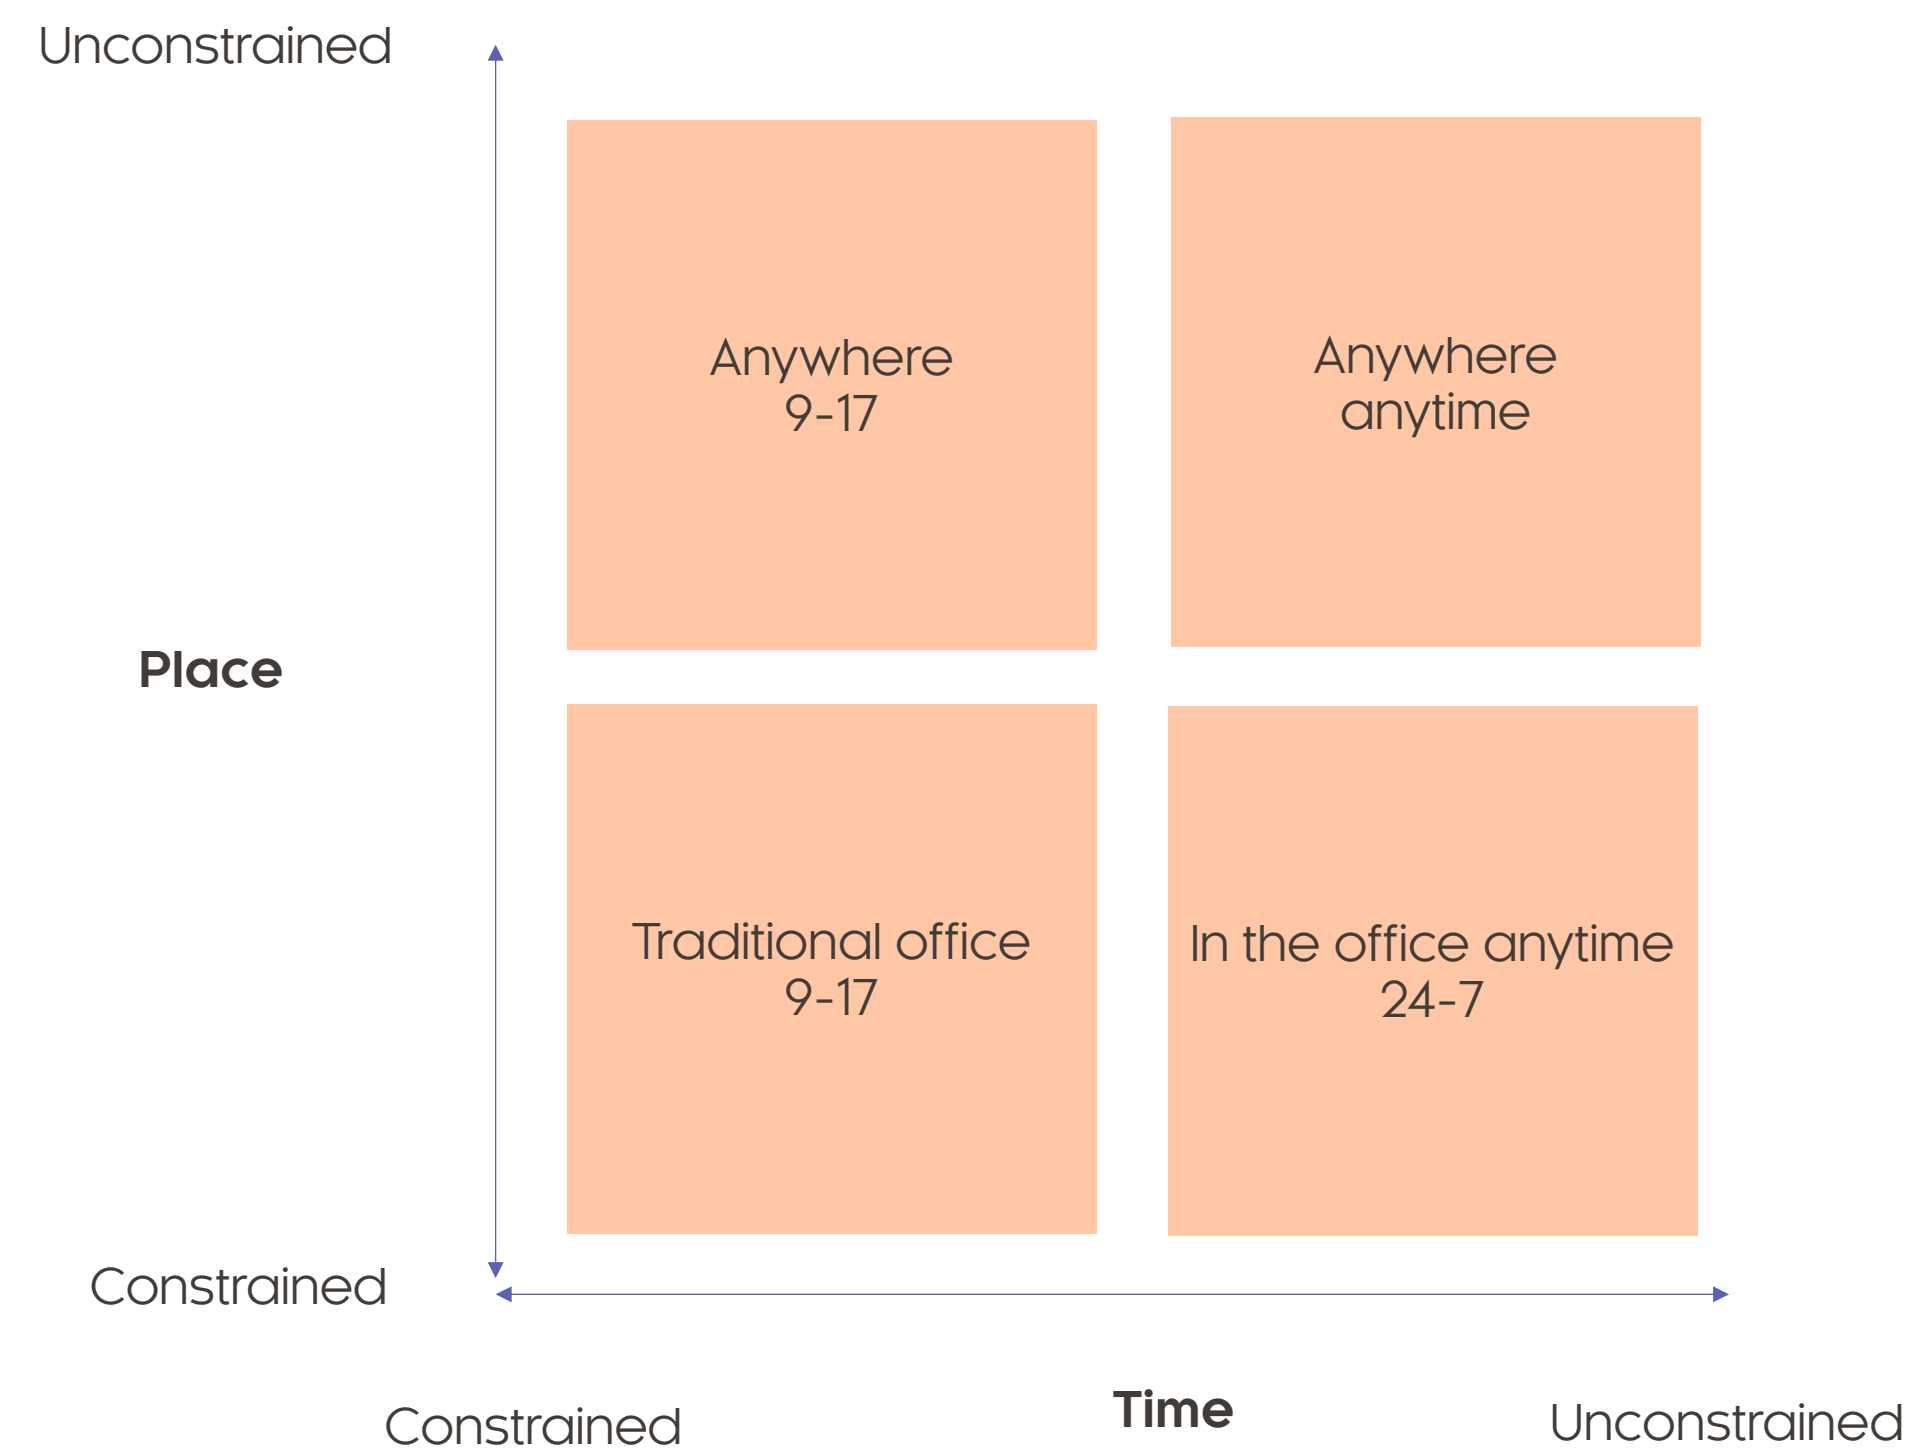 Unconstrained
Anywhere
9-17
Anywhere
anytime
Place
Traditional office
9-17
In the office anytime
24-7
Constrained
Constrained
Time
Unconstrained